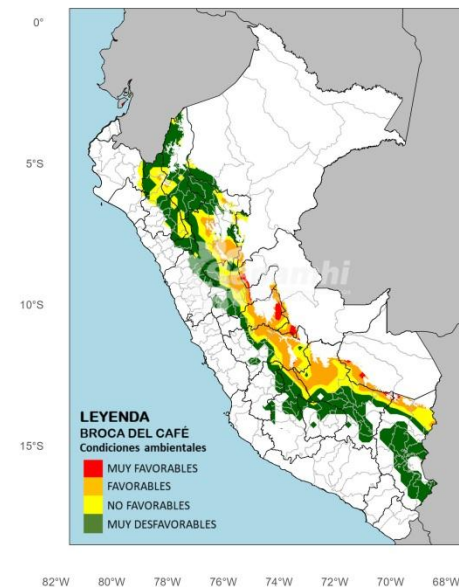 0°
5°S
10°S
15°S
senamhi
LEYENDA
BROCA DEL CAFÉ
Condiciones ambientales
MUY FAVORABLES
FAVORABLES
NO FAVORABLES
MUY DESFAVORABLES
82°W 80°W 78°W 76°W 74°W 72°W 70°W 68°W